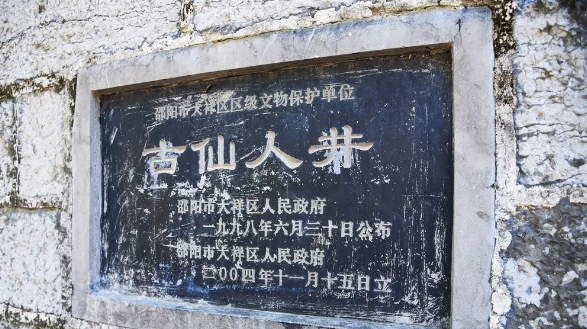 邵阳市大祥区区级文物保护单位
古仙人井
邵阳市大祥区人民政府
一九九八年六月三十日公布
邵阳市大祥区人民政府
二00四年十一月十五日立